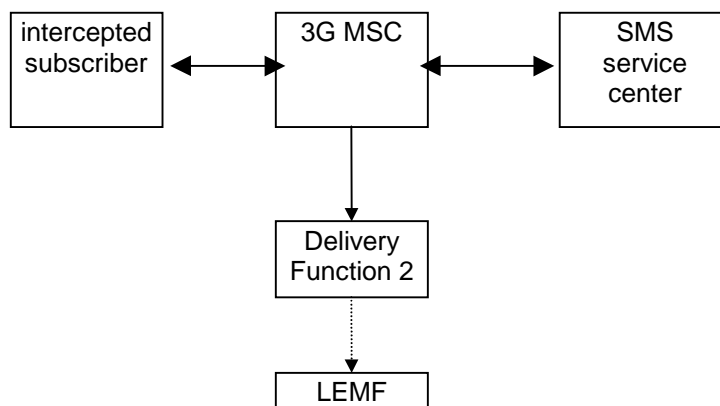 intercepted
subscriber
3G MSC
SMS
service
center
Delivery
Function 2
LEMF